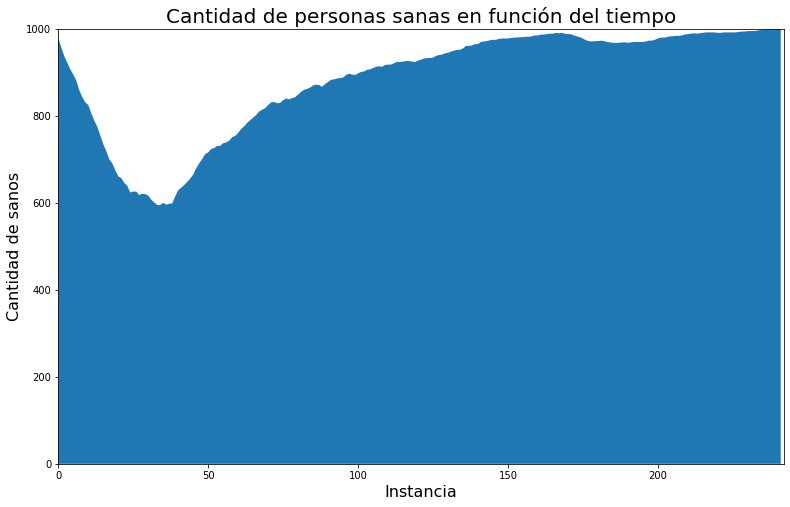 Cantidad de personas sanas en función del tiempo
1000
800
600
400
200
0
Cantidad de sanos
0 50 100 150 200
Instancia